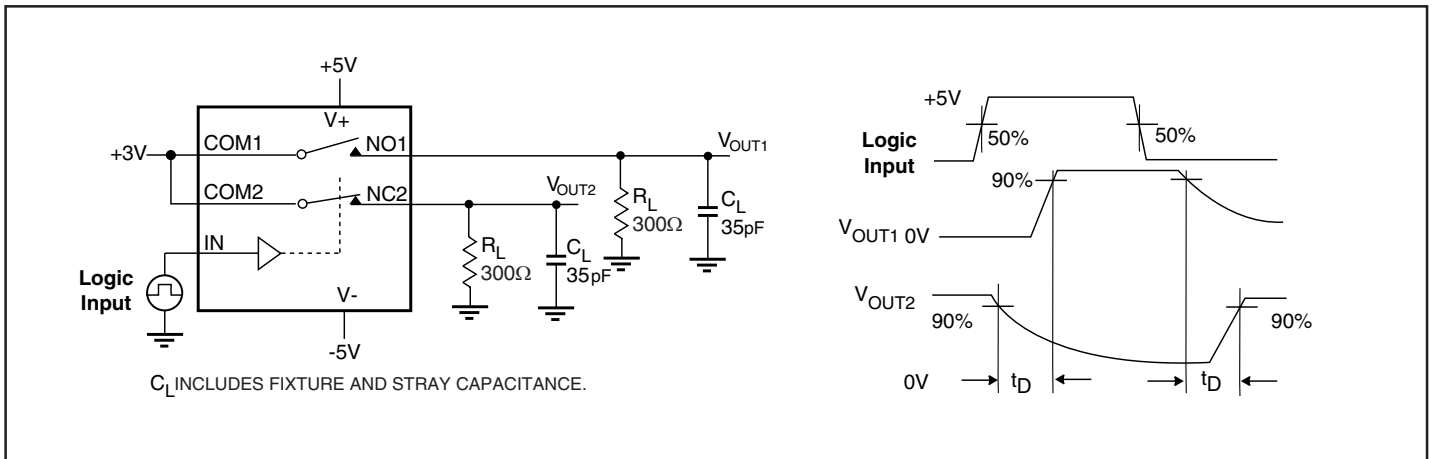 +5V
V+
+3V
COM1
NO1
VOUT1
COM2
NC2
VOUT2
RL
300Ω
CL
35pF
IN
RL
300Ω
CL
35pF
Logic
Input
V-
-5V
CL INCLUDES FIXTURE AND STRAY CAPACITANCE.
+5V
50%
50%
Logic
Input
90%
VOUT1 0V
VOUT2
90%
90%
0V
tD
tD